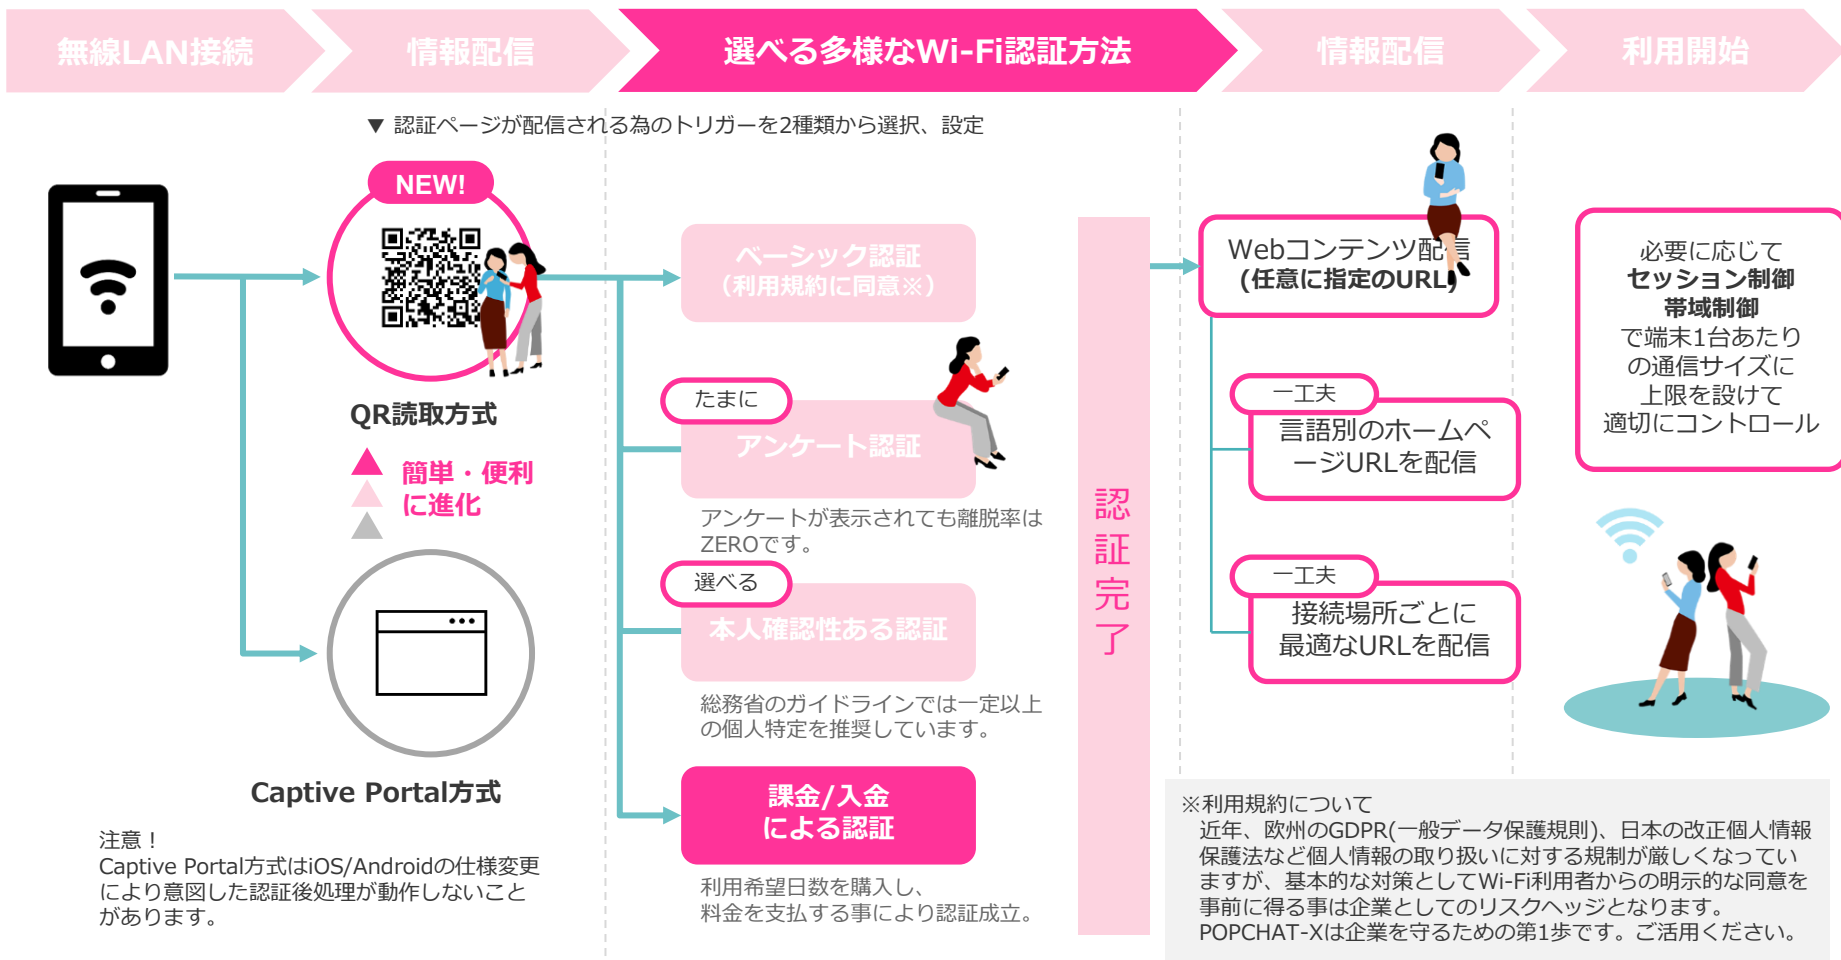 無線LAN接続
情報配信
選べる多様なWi-Fi認証方法
情報配信
利用開始
▼ 認証ページが配信される為のトリガーを2種類から選択、設定
NEW!
QR読取方式
簡単・便利
に進化
Captive Portal方式
注意！
Captive Portal方式はiOS/Androidの仕様変更
により意図した認証後処理が動作しないこと
があります。
ベーシック認証
（利用規約に同意※）
たまに
アンケート認証
アンケートが表示されても離脱率は
ZEROです。
選べる
本人確認性ある認証
総務省のガイドラインでは一定以上
の個人特定を推奨しています。
課金/入金
による認証
利用希望日数を購入し、
料金を支払する事により認証成立。
認証完了
Webコンテンツ配信
(任意に指定のURL)
一工夫
言語別のホームペ
ージURLを配信
一工夫
接続場所ごとに
最適なURLを配信
必要に応じて
セッション制御
帯域制御
で端末1台あたり
の通信サイズに
上限を設けて
適切にコントロール
※利用規約について
近年、欧州のGDPR(一般データ保護規則)、日本の改正個人情報
保護法など個人情報の取り扱いに対する規制が厳しくなってい
ますが、基本的な対策としてWi-Fi利用者からの明示的な同意を
事前に得る事は企業としてのリスクヘッジとなります。
POPCHAT-Xは企業を守るための第1歩です。ご活用ください。